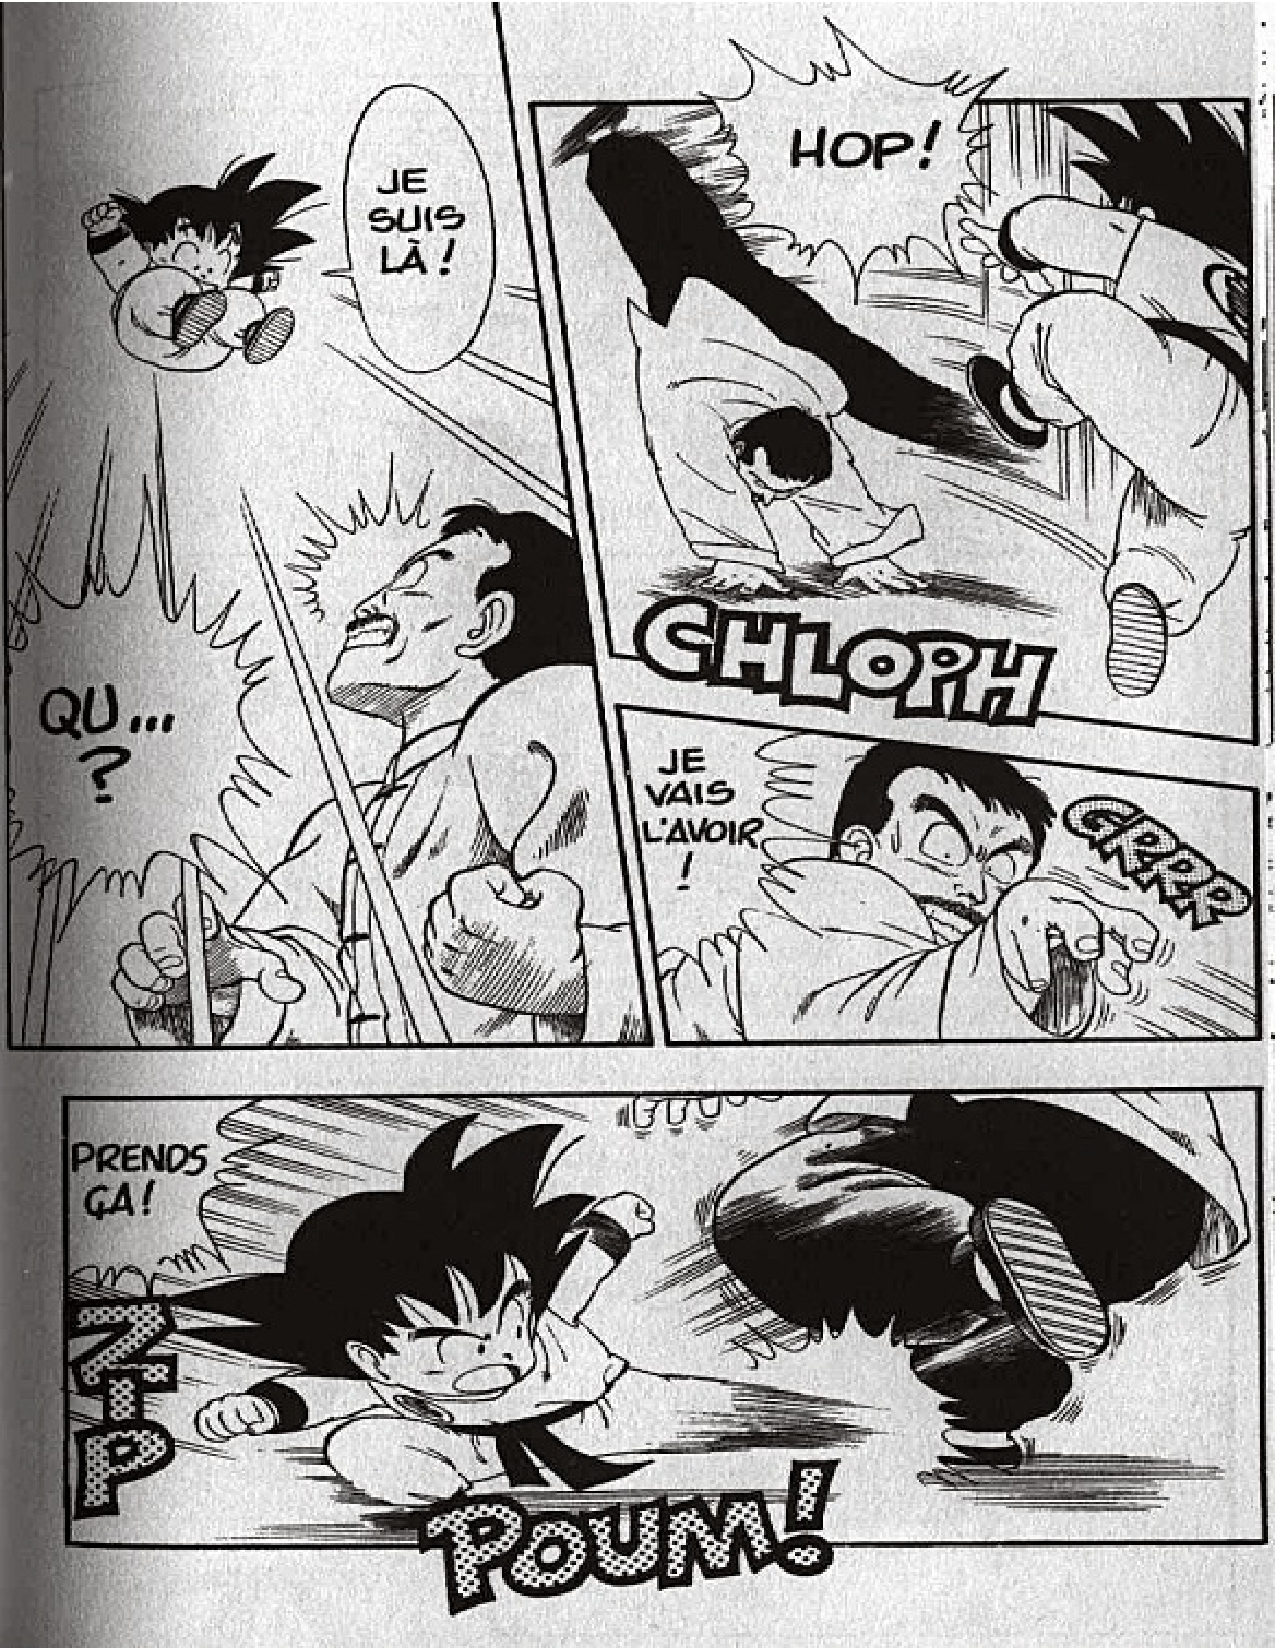 JE
SUIS
LÀ !
QU...
?
HOP !
CHLOPH
JE
VAIS
L'AVOIR
!
GRRR
PRENDS
ÇA !
ZIP
POUM !